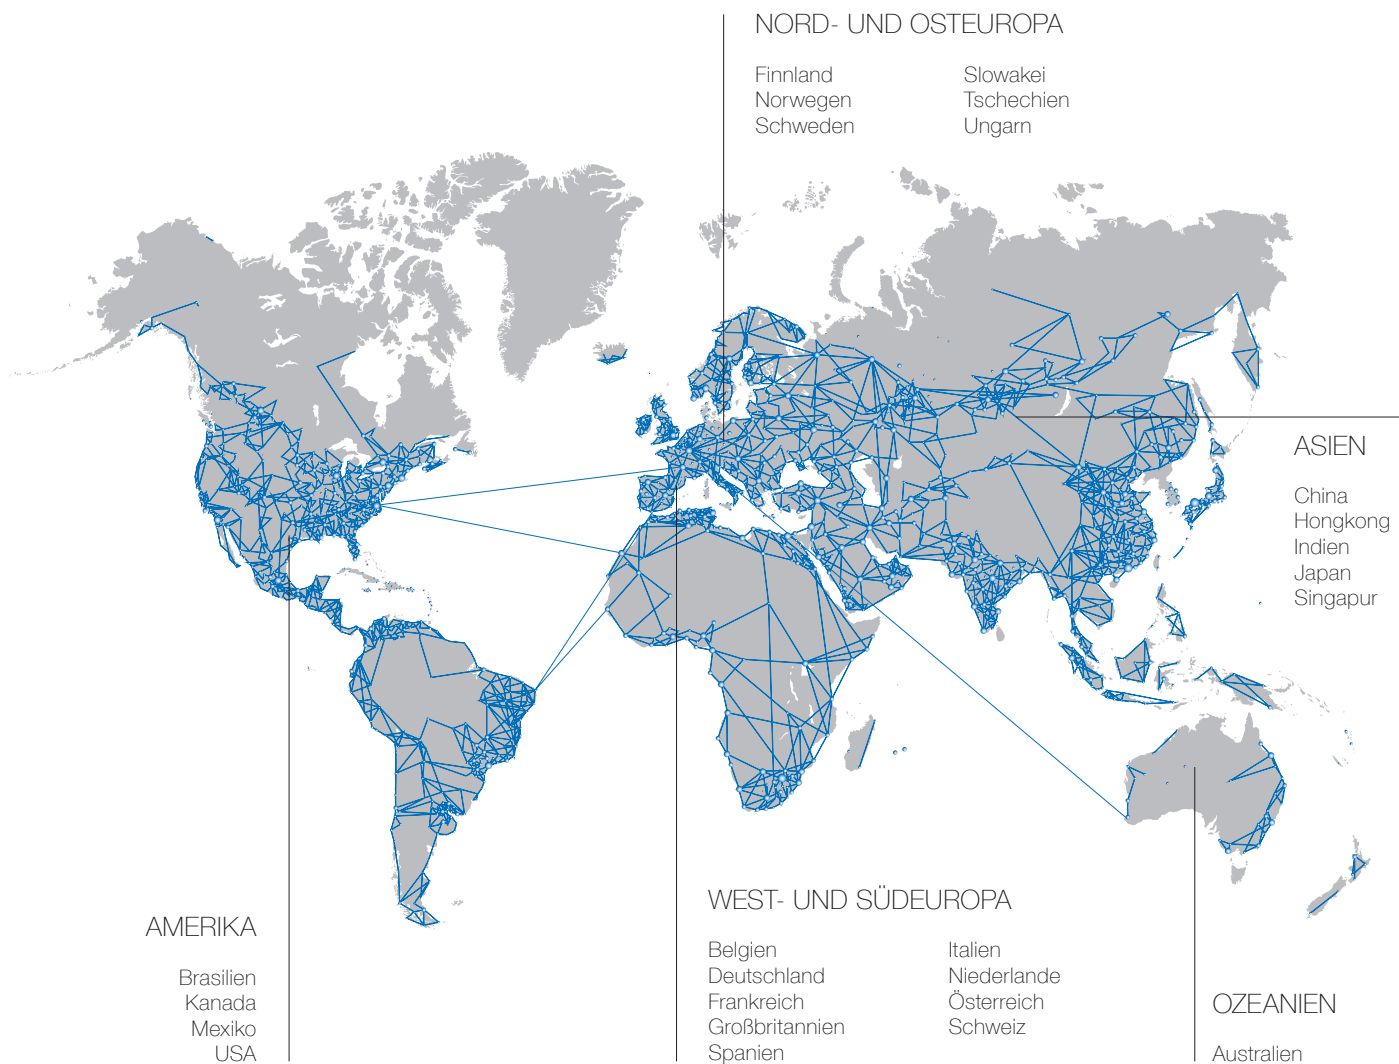 NORD- UND OSTEUROPA
Finnland
Norwegen
Schweden
Slowakei
Tschechien
Ungarn
ASIEN
China
Hongkong
Indien
Japan
Singapur
AMERIKA
Brasilien
Kanada
Mexiko
USA
WEST- UND SÜDEUROPA
Belgien
Deutschland
Frankreich
Großbritannien
Spanien
Italien
Niederlande
Österreich
Schweiz
OZEANIEN
Australien